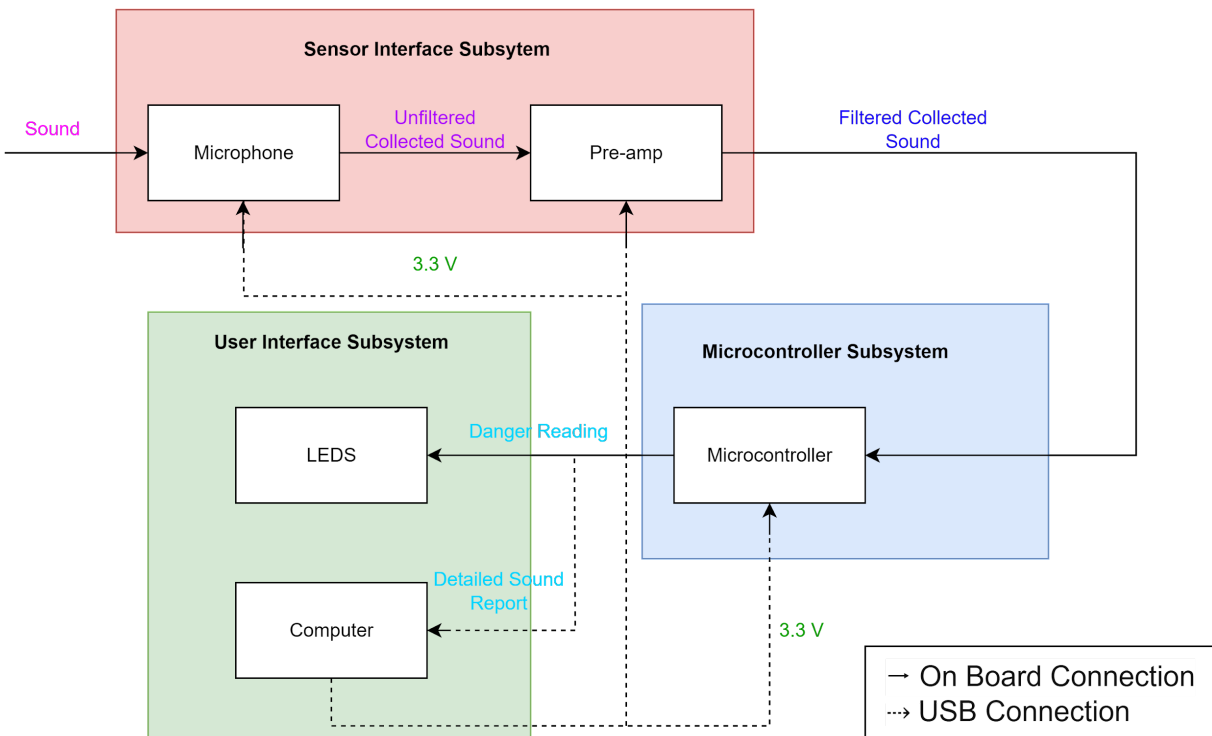 Sensor Interface Subsytem
Sound
Microphone
Unfiltered
Collected Sound
Pre-amp
Filtered Collected
Sound
3.3 V
User Interface Subsystem
Microcontroller Subsystem
LEDS
Danger Reading
Microcontroller
Detailed Sound
Report
Computer
3.3 V
On Board Connection
USB Connection